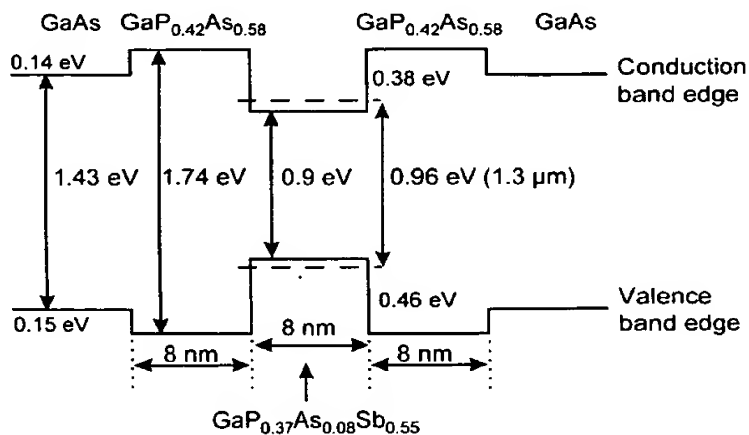 GaAs GaP0.42As0.58 GaP0.42As0.58 GaAs
0.14 eV
0.38 eV
Conduction
band edge
1.43 eV 1.74 eV 0.9 eV 0.96 eV (1.3 µm)
0.15 eV
0.46 eV
Valence
band edge
8 nm 8 nm 8 nm
GaP0.37As0.08Sb0.55